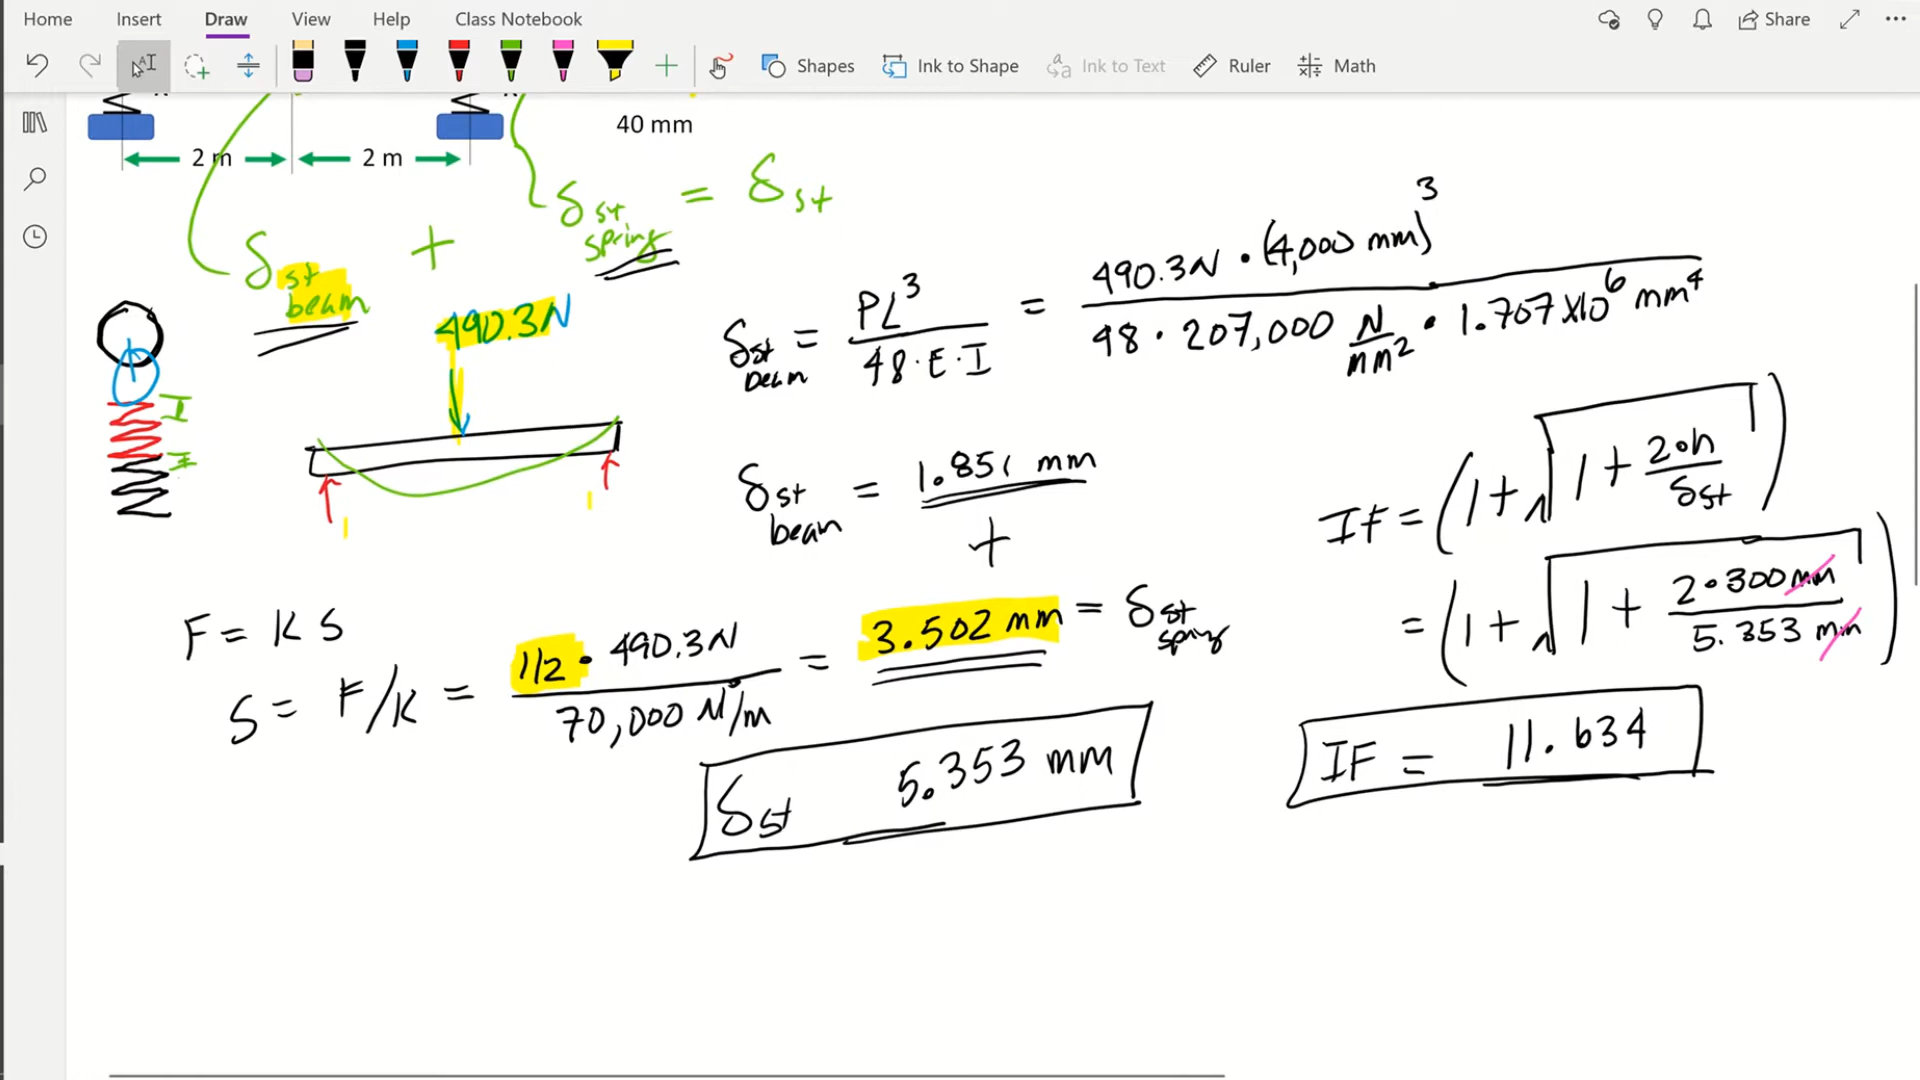 Home Insert Draw View Help Class Notebook Share
Shapes Ink to Shape Ink to Text Ruler Math
40 mm
2 m 2 m
δst spring = δst
δst beam +
490.3N
δst beam = PL³ / 48·E·I = 490.3N · (4,000 mm)³ / 48 · 207,000 N/mm² · 1.707x10⁶ mm⁴
I
I
δst beam = 1.851 mm
+
IF = (1+√1 + 2·h/δst)
= (1+√1 + 2·300mm/5.353 mm)
F = K S
S = F/K = 1/2 · 490.3N / 70,000 N/m = 3.502 mm = δst spring
δst 5.353 mm
IF = 11.634